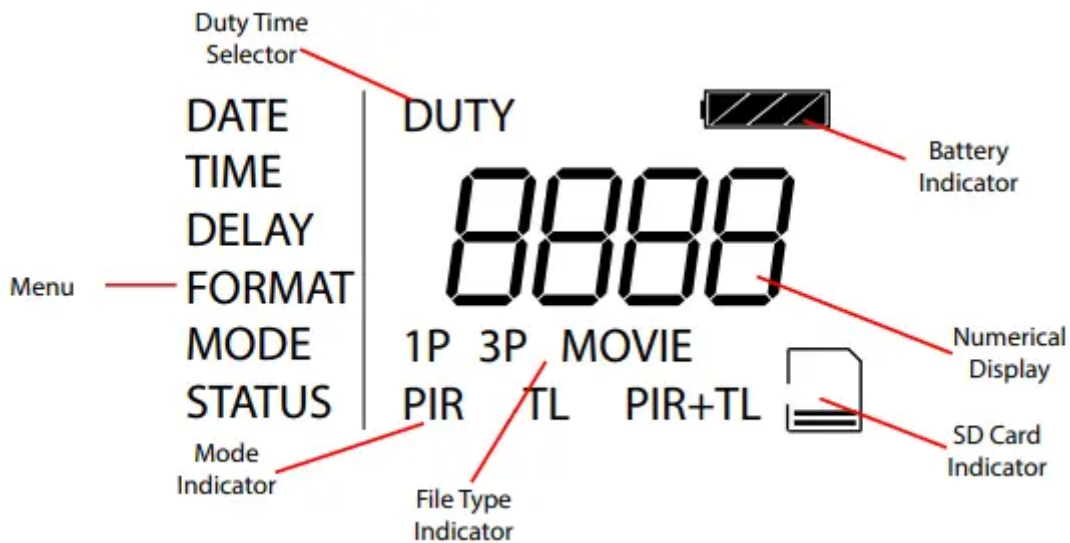 Duty Time
Selector
DATE
DUTY
TIME
Battery
Indicator
DELAY
8888
Menu
FORMAT
MODE
1P 3P MOVIE
Numerical
Display
STATUS
PIR TL PIR+TL
SD Card
Indicator
Mode
Indicator
File Type
Indicator